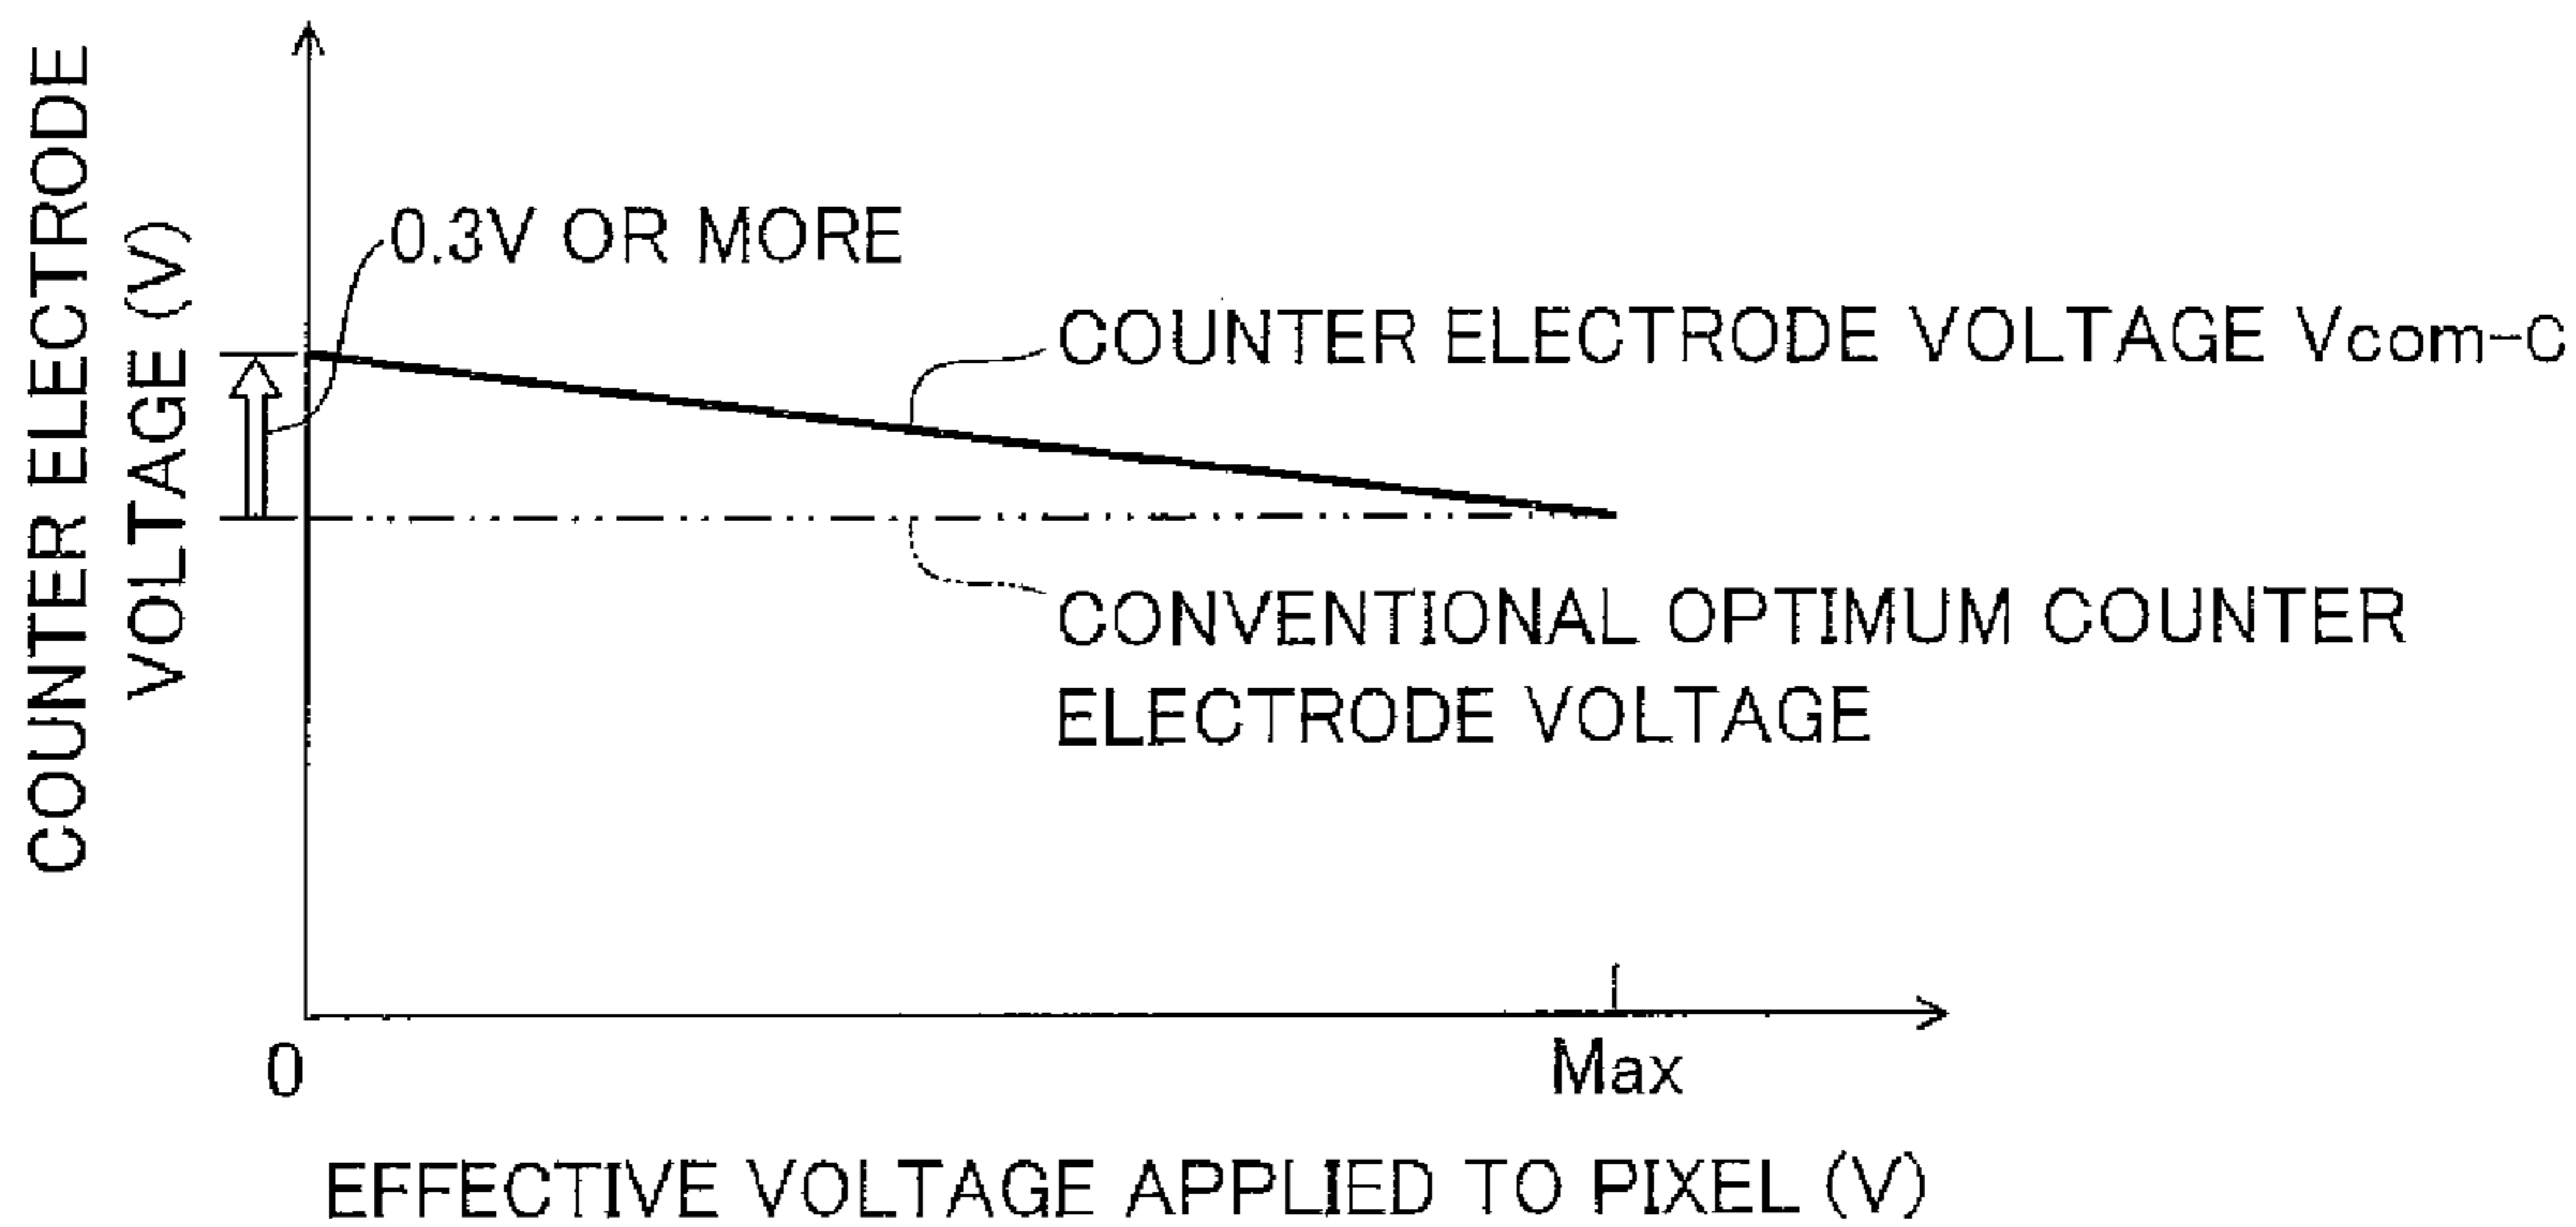 COUNTER ELECTRODE
VOLTAGE (V)
0.3V OR MORE
COUNTER ELECTRODE VOLTAGE Vcom-C
CONVENTIONAL OPTIMUM COUNTER
ELECTRODE VOLTAGE
0
Max
EFFECTIVE VOLTAGE APPLIED TO PIXEL (V)